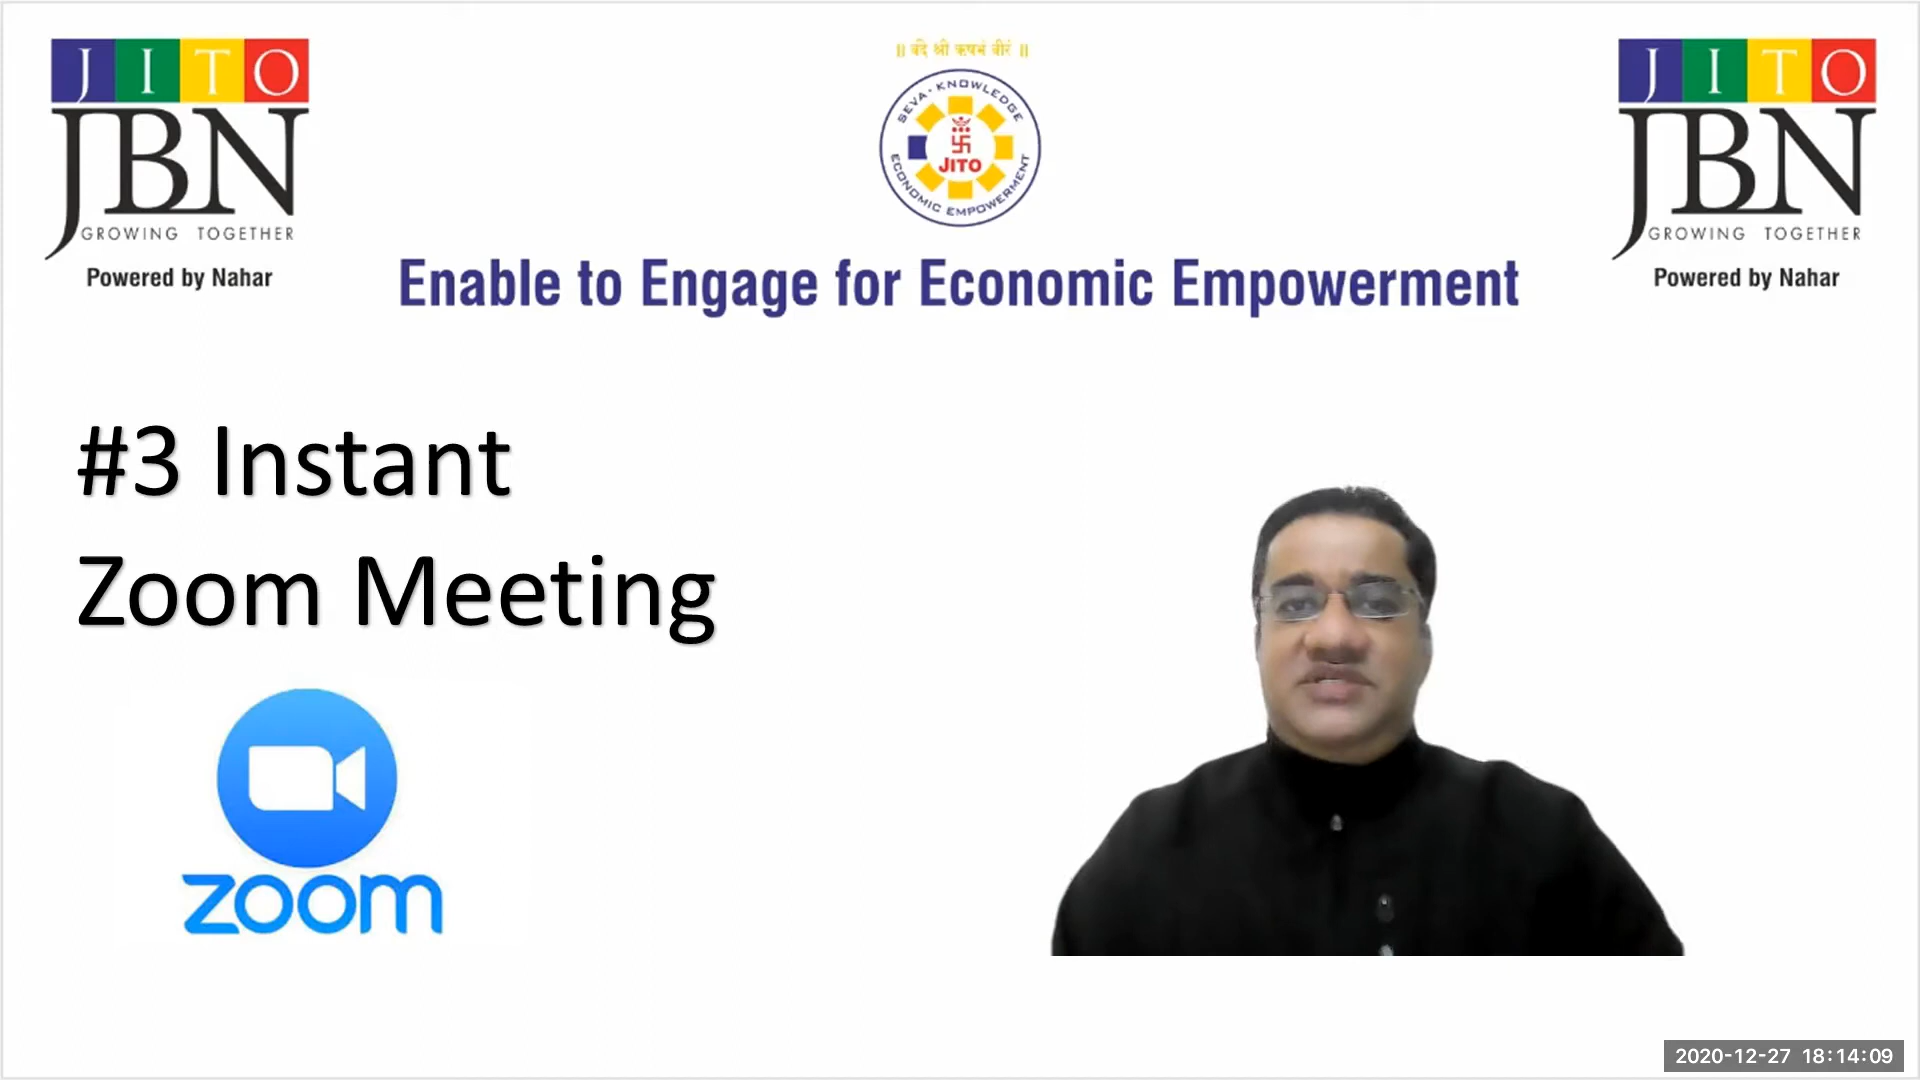 JITO
JBN
GROWING TOGETHER
Powered by Nahar
|| वंदे श्री ऋषभं वीरं ||
SEVA - KNOWLEDGE
JITO
ECONOMIC EMPOWERMENT
JITO
JBN
GROWING TOGETHER
Powered by Nahar
Enable to Engage for Economic Empowerment
#3 Instant
Zoom Meeting
zoom
2020-12-27 18:14:09